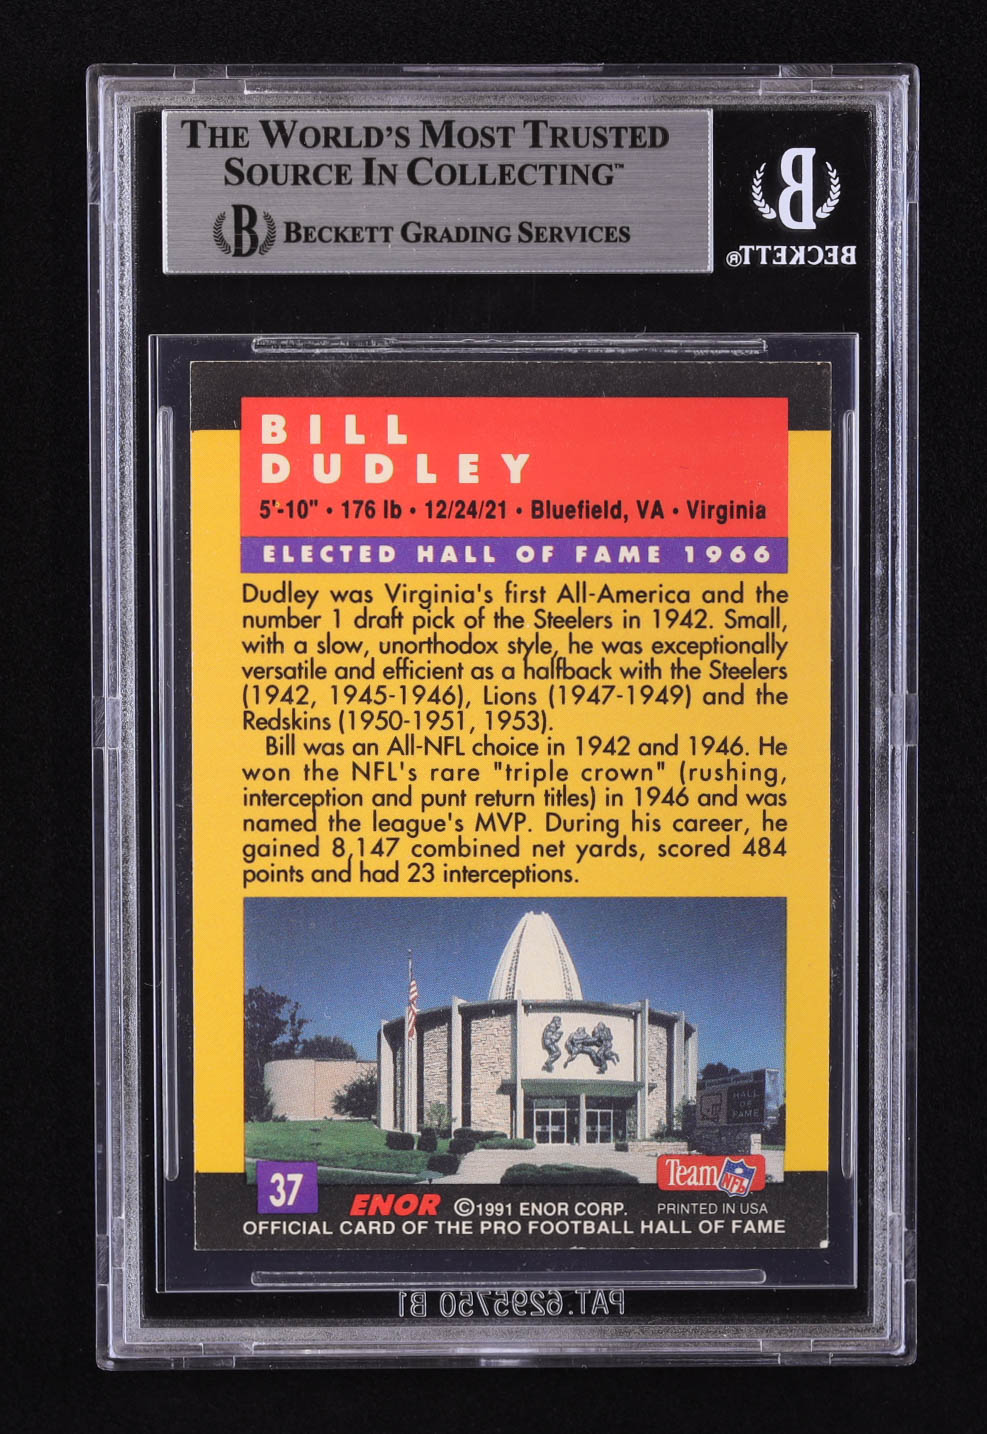 THE WORLD'S MOST TRUSTED
SOURCE IN COLLECTING™
B BECKETT GRADING SERVICES
B
BECKETT®
BILL
DUDLEY
5'-10" • 176 lb • 12/24/21 • Bluefield, VA • Virginia
ELECTED HALL OF FAME 1966
Dudley was Virginia's first All-America and the
number 1 draft pick of the Steelers in 1942. Small,
with a slow, unorthodox style, he was exceptionally
versatile and efficient as a halfback with the Steelers
(1942, 1945-1946), Lions (1947-1949) and the
Redskins (1950-1951, 1953).
Bill was an All-NFL choice in 1942 and 1946. He
won the NFL's rare "triple crown" (rushing,
interception and punt return titles) in 1946 and was
named the league's MVP. During his career, he
gained 8,147 combined net yards, scored 484
points and had 23 interceptions.
HALL
OF
FAME
37
Team NFL
ENOR ©1991 ENOR CORP. PRINTED IN USA
OFFICIAL CARD OF THE PRO FOOTBALL HALL OF FAME
PAT.6295750 B1